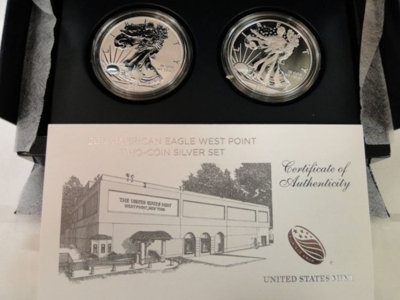 AMERICAN EAGLE WEST POINT
TWO-COIN SILVER SET
Certificate of
Authenticity
THE UNITED STATES MINT
WEST POINT, NEW YORK
UNITED STATES MINT